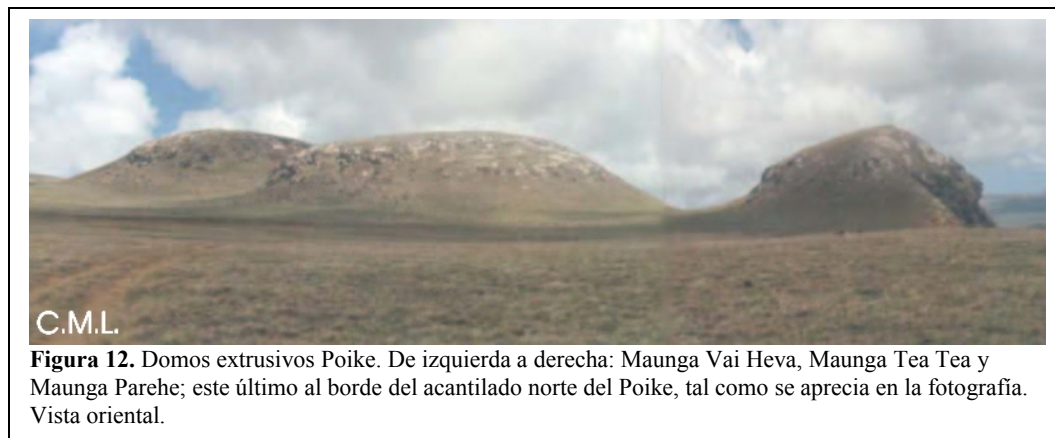 C.M.L.
Figura 12. Domos extrusivos Poike. De izquierda a derecha: Maunga Vai Heva, Maunga Tea Tea y
Maunga Parehe; este último al borde del acantilado norte del Poike, tal como se aprecia en la fotografía.
Vista oriental.